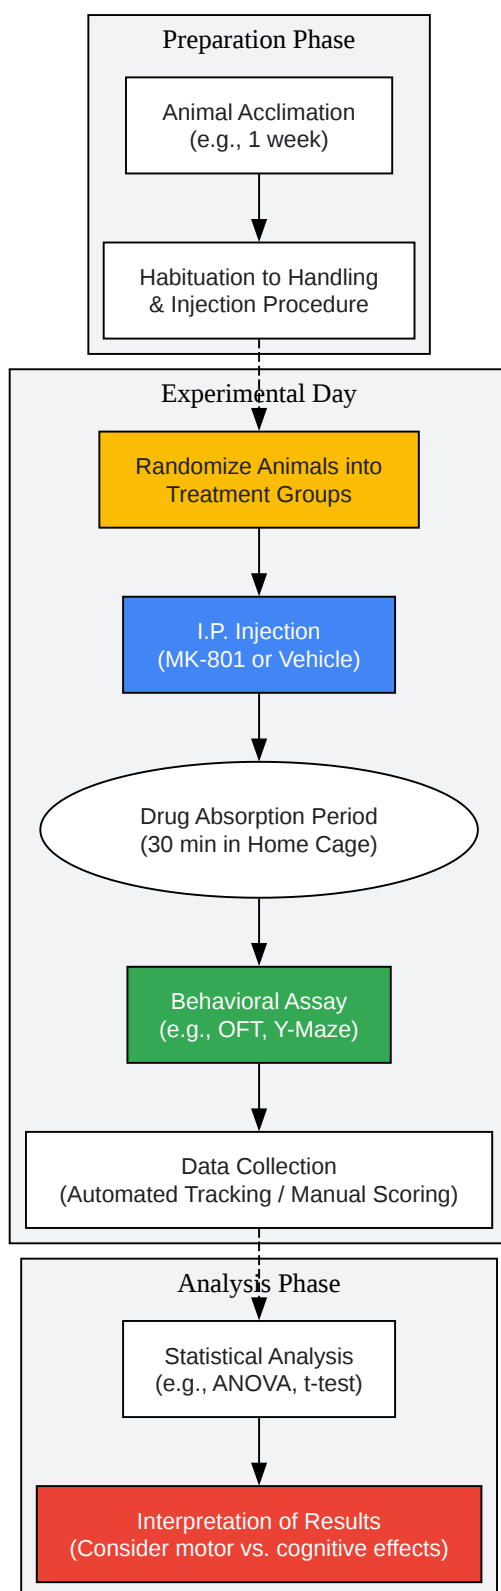 Preparation Phase
Animal Acclimation
(e.g., 1 week)
Habituation to Handling
& Injection Procedure
Experimental Day
Randomize Animals into
Treatment Groups
I.P. Injection
(MK-801 or Vehicle)
Drug Absorption Period
(30 min in Home Cage)
Behavioral Assay
(e.g., OFT, Y-Maze)
Data Collection
(Automated Tracking / Manual Scoring)
Analysis Phase
Statistical Analysis
(e.g., ANOVA, t-test)
Interpretation of Results
(Consider motor vs. cognitive effects)